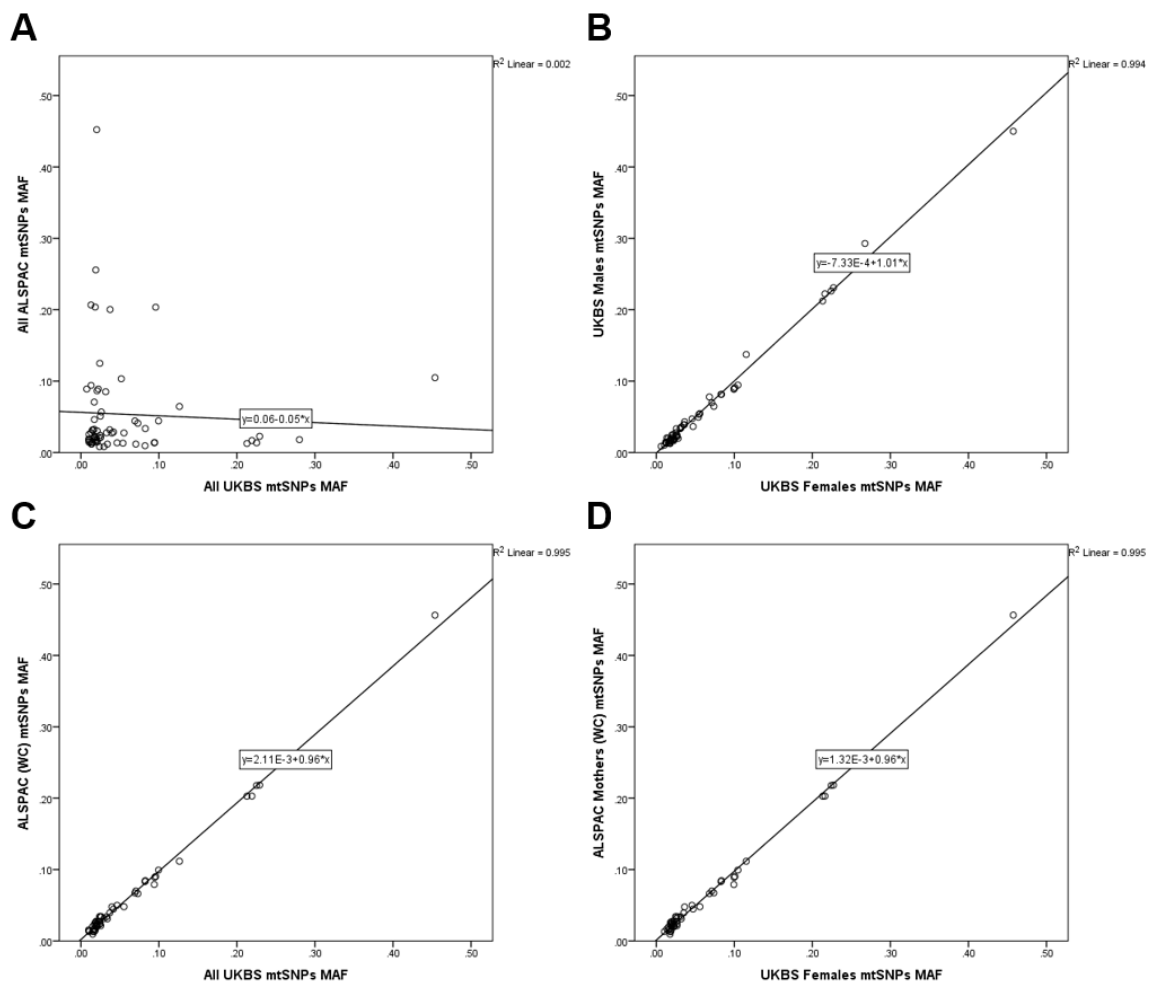 A
R² Linear = 0.002
All ALSPAC mtSNPs MAF
.50
.40
.30
.20
.10
.00
y=0.06-0.05*x
.00 .10 .20 .30 .40 .50
All UKBS mtSNPs MAF
B
R² Linear = 0.994
UKBS Males mtSNPs MAF
.50
.40
.30
.20
.10
.00
y=-7.33E-4+1.01*x
.00 .10 .20 .30 .40 .50
UKBS Females mtSNPs MAF
C
R² Linear = 0.995
ALSPAC (WC) mtSNPs MAF
.50
.40
.30
.20
.10
.00
y=2.11E-3+0.96*x
.00 .10 .20 .30 .40 .50
All UKBS mtSNPs MAF
D
R² Linear = 0.995
ALSPAC Mothers (WC) mtSNPs MAF
.50
.40
.30
.20
.10
.00
y=1.32E-3+0.96*x
.00 .10 .20 .30 .40 .50
UKBS Females mtSNPs MAF